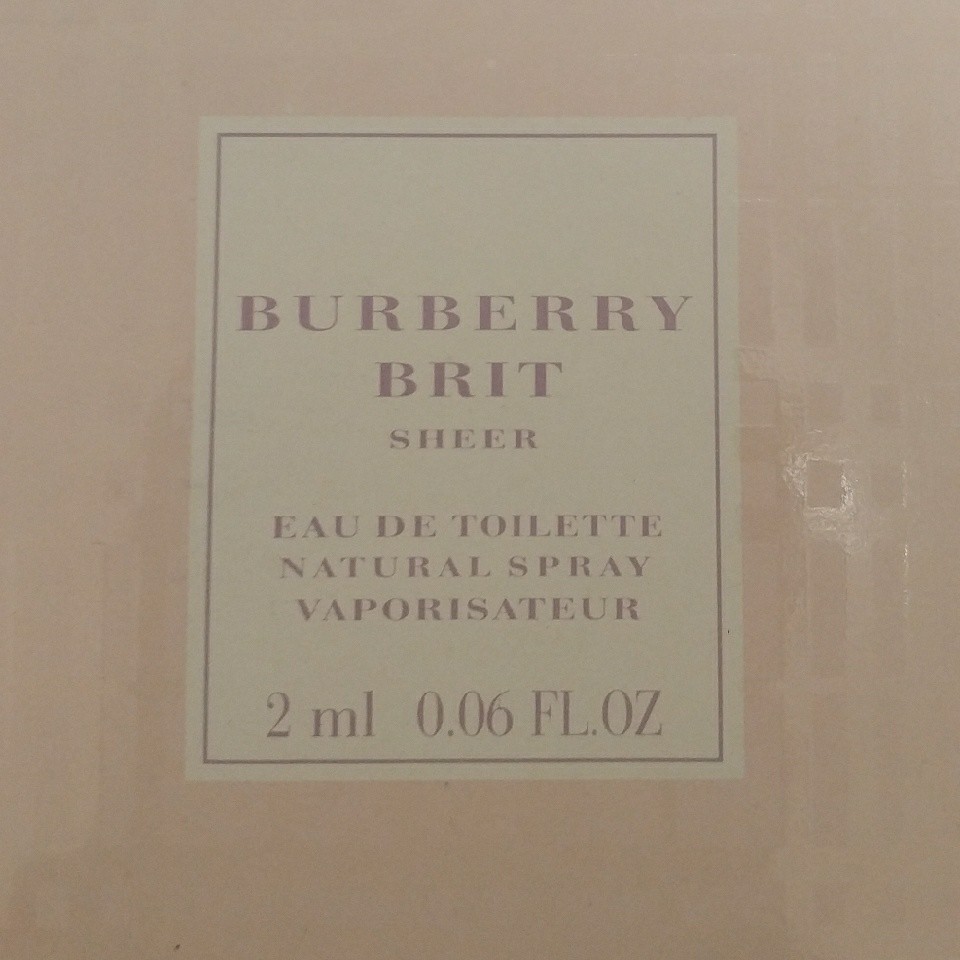 BURBERRY
BRIT
SHEER
EAU DE TOILETTE
NATURAL SPRAY
VAPORISATEUR
2 ml 0.06 FL.OZ